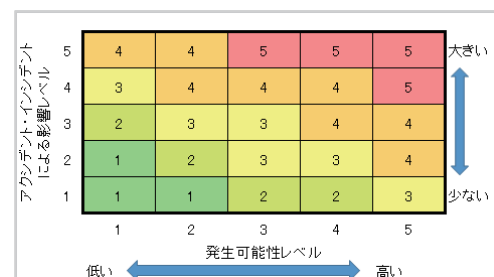 アクシデント・インシデント
による影響レベル
5 4 4 5 5 5 大きい
4 3 4 4 4 5
3 2 3 3 4 4
2 1 2 3 3 4
1 1 1 2 2 3 少ない
1 2 3 4 5
発生可能性レベル
低い 高い